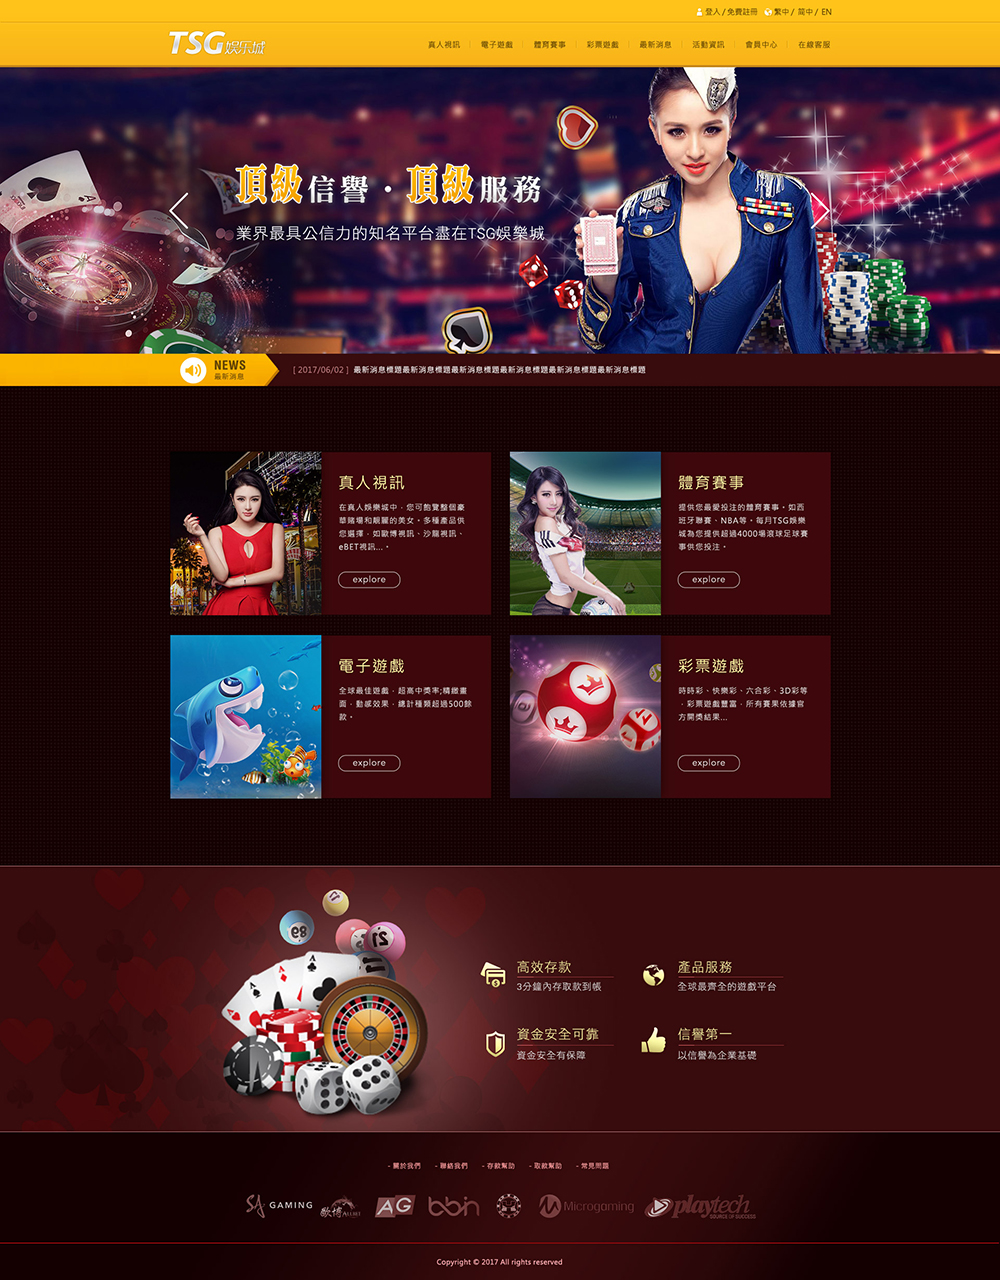 登入 / 免費註冊 繁中 / 简中 / EN
TSG娱乐城
真人視訊 電子遊戲 體育賽事 彩票遊戲 最新消息 活動資訊 會員中心 在線客服
頂級信譽・頂級服務
業界最具公信力的知名平台盡在TSG娛樂城
NEWS
最新消息
[ 2017/06/02 ] 最新消息標題最新消息標題最新消息標題最新消息標題最新消息標題最新消息標題
真人視訊
在真人娛樂城中，您可飽覽整個豪
華賭場和靚麗的美女。多種產品供
您選擇，如歐博視訊、沙龍視訊、
eBET視訊...。
explore
體育賽事
提供您最愛投注的體育賽事。如西
班牙聯賽、NBA等。每月TSG娛樂
城為您提供超過4000場滾球足球賽
事供您投注。
explore
電子遊戲
全球最佳遊戲，超高中獎率;精緻畫
面，動感效果，總計種類超過500餘
款。
explore
彩票遊戲
時時彩、快樂彩、六合彩、3D彩等
，彩票遊戲豐富，所有賽果依據官
方開獎結果...
explore
高效存款
3分鐘內存取款到帳
產品服務
全球最齊全的遊戲平台
資金安全可靠
資金安全有保障
信譽第一
以信譽為企業基礎
- 關於我們 - 聯絡我們 - 存款幫助 - 取款幫助 - 常見問題
SA GAMING 歐博ALLBET AG bbin Microgaming playtech
SOURCE OF SUCCESS
Copyright © 2017 All rights reserved